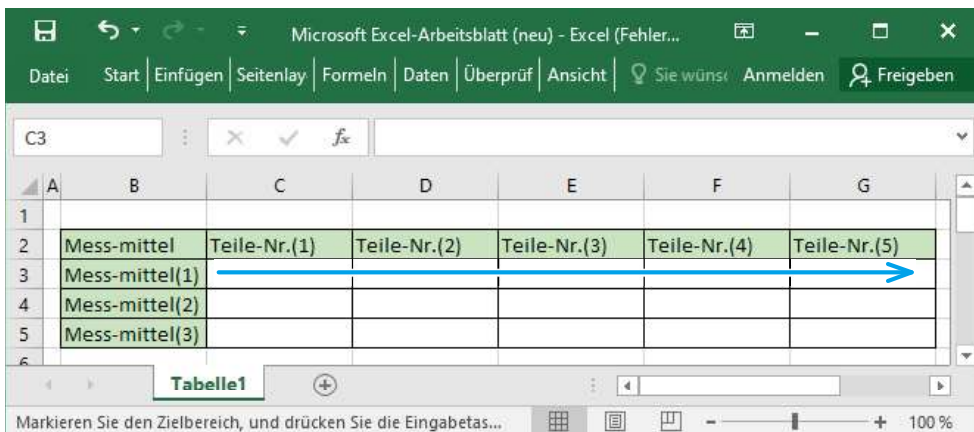 Microsoft Excel-Arbeitsblatt (neu) - Excel (Fehler...
Datei Start Einfügen Seitenlay Formeln Daten Überprüf Ansicht Sie wüns Anmelden Freigeben
C3 fx
A B C D E F G
1
2 Mess-mittel Teile-Nr.(1) Teile-Nr.(2) Teile-Nr.(3) Teile-Nr.(4) Teile-Nr.(5)
3 Mess-mittel(1)
4 Mess-mittel(2)
5 Mess-mittel(3)
6
Tabelle1
Markieren Sie den Zielbereich, und drücken Sie die Eingabetas... 100 %